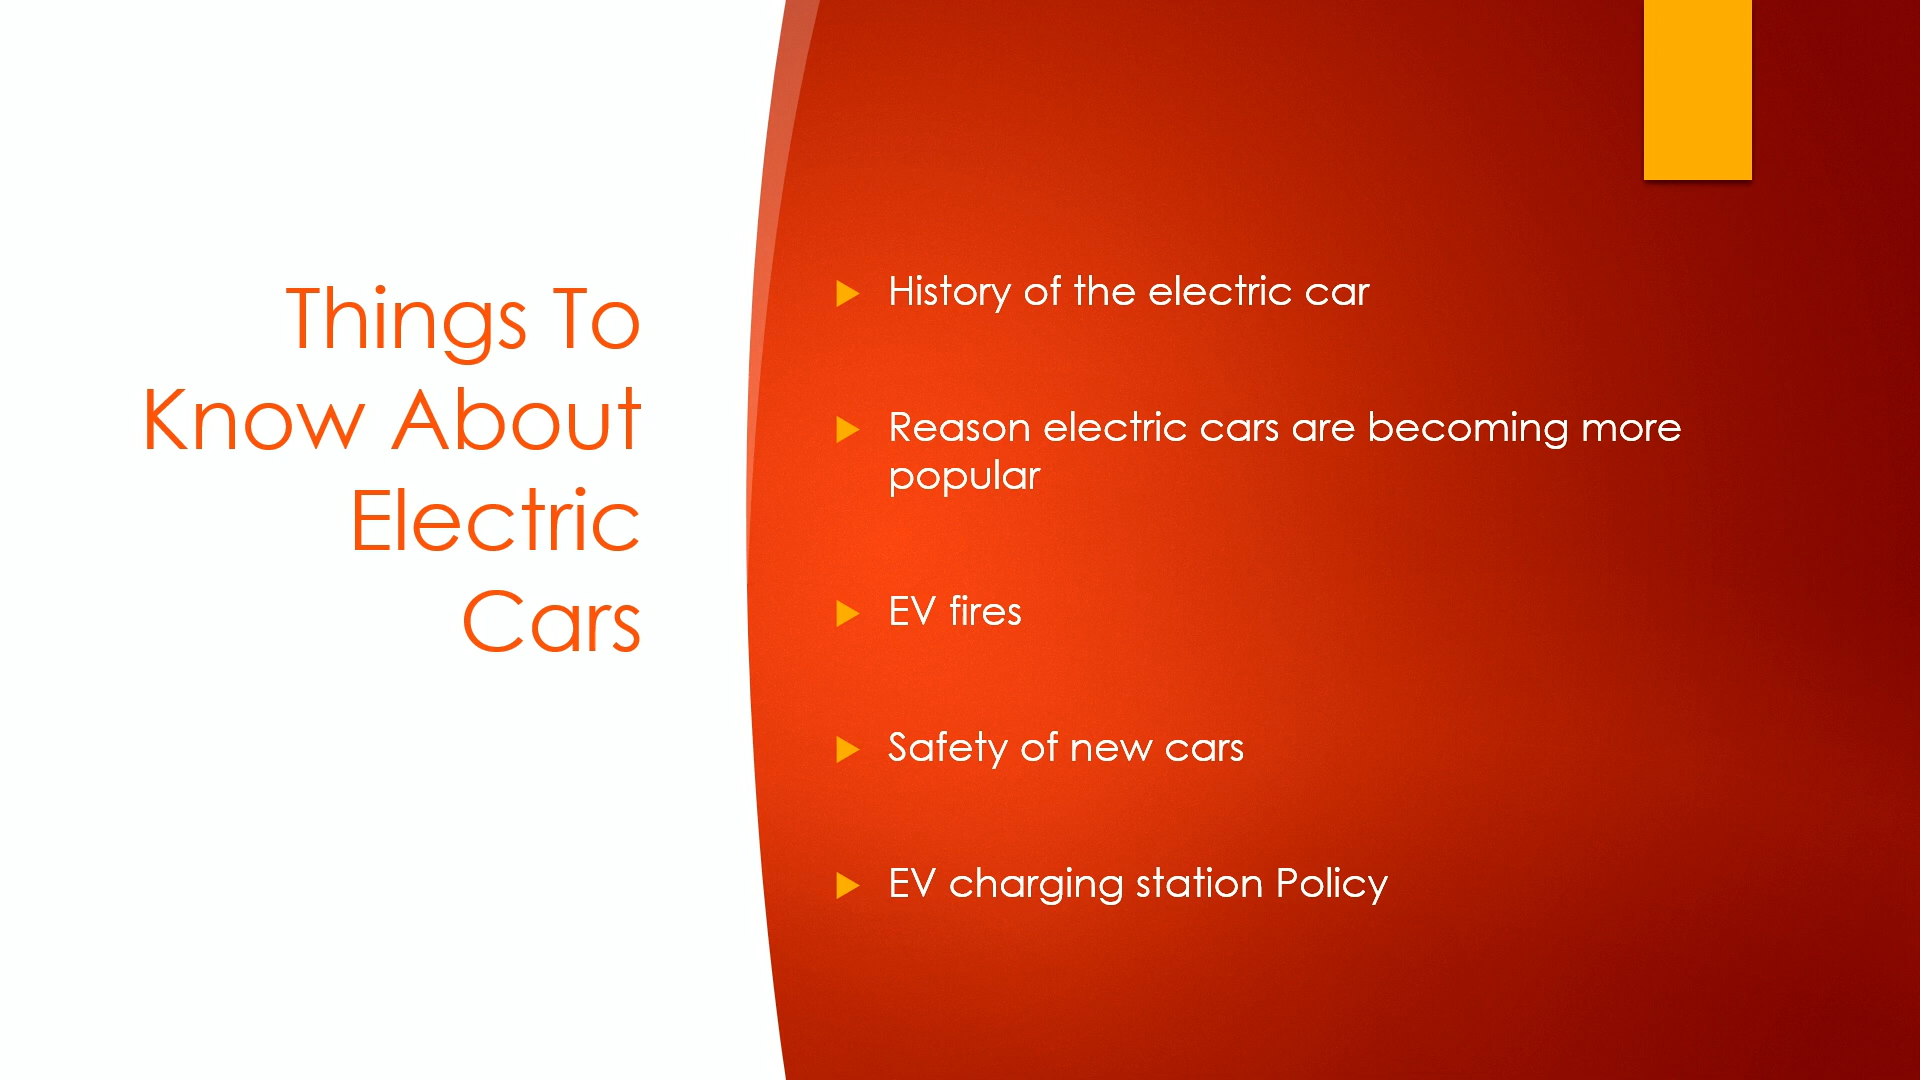 Things To
Know About
Electric
Cars
History of the electric car
Reason electric cars are becoming more
popular
EV fires
Safety of new cars
EV charging station Policy